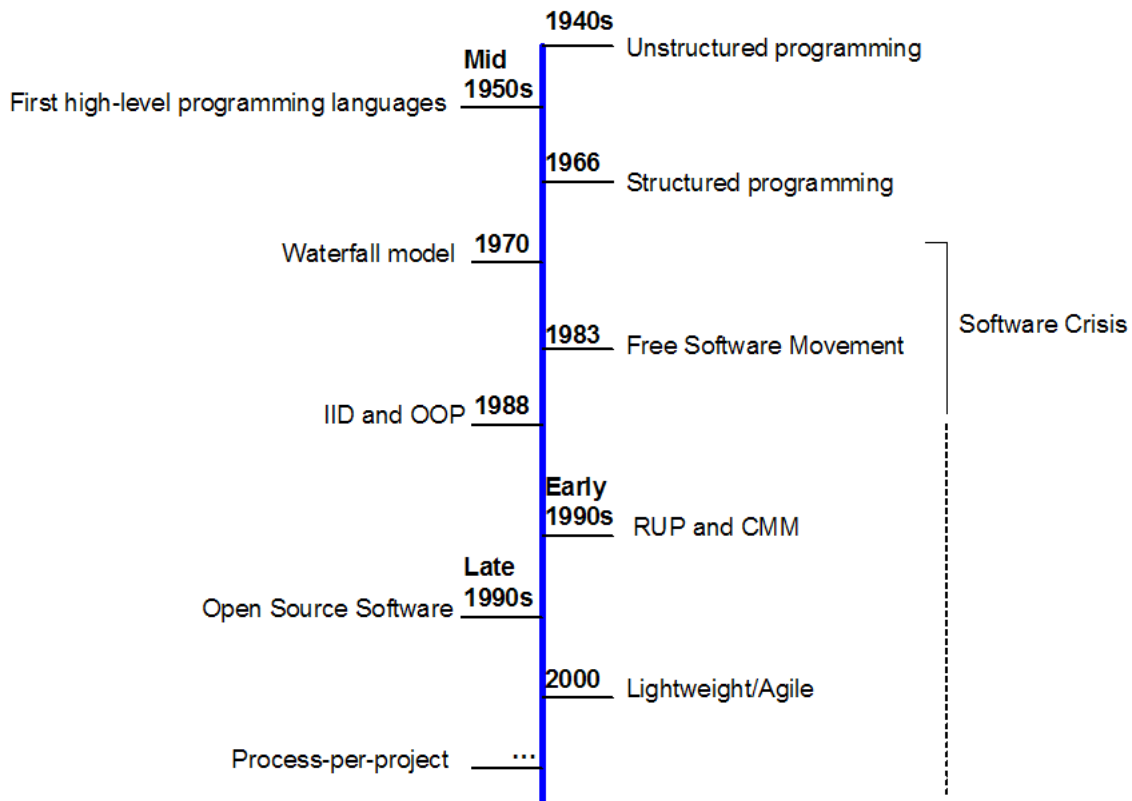 1940s
Unstructured programming
Mid
1950s
First high-level programming languages
1966
Structured programming
1970
Waterfall model
Software Crisis
1983
Free Software Movement
1988
IID and OOP
Early
1990s
RUP and CMM
Late
1990s
Open Source Software
2000
Lightweight/Agile
...
Process-per-project